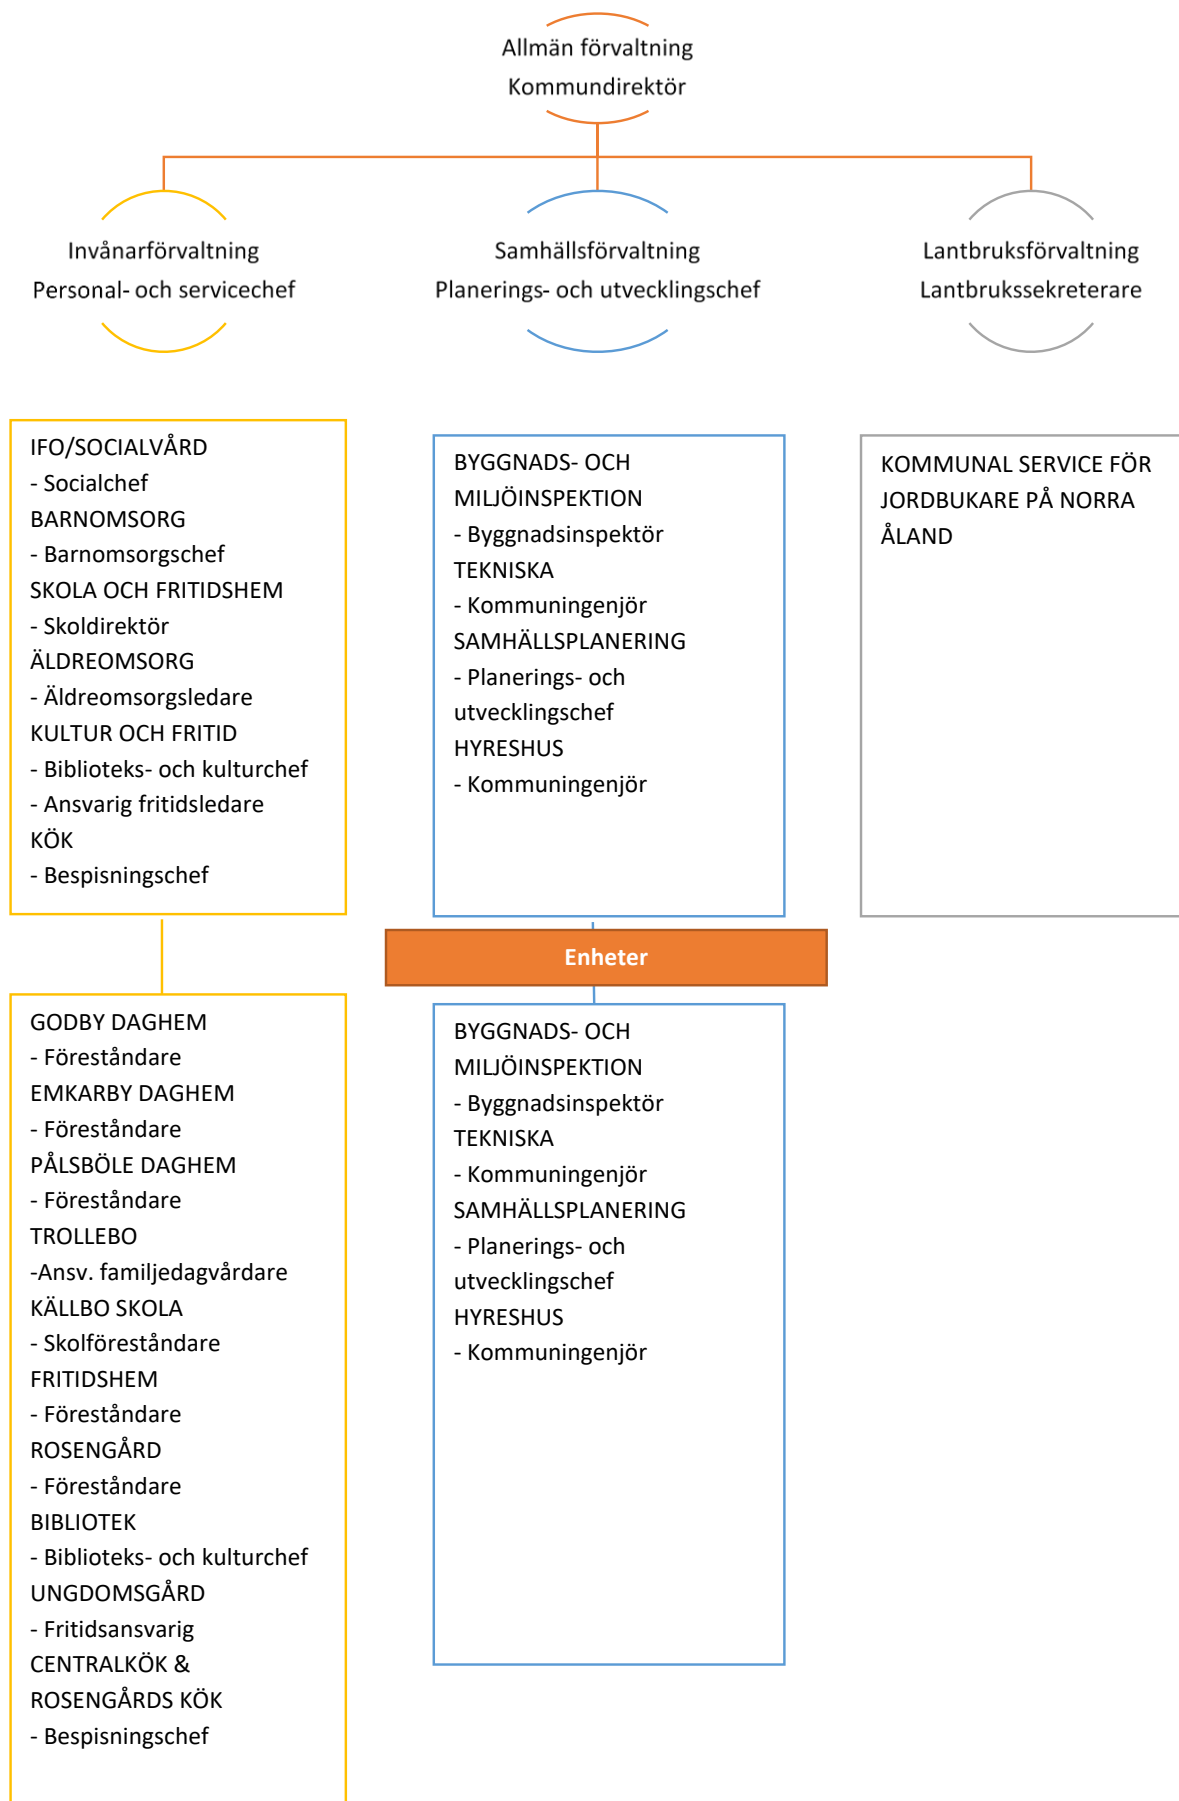 Allmän förvaltning
Kommundirektör
Invånarförvaltning
Personal- och servicechef
Samhällsförvaltning
Planerings- och utvecklingschef
Lantbruksförvaltning
Lantbrukssekreterare
IFO/SOCIALVÅRD
- Socialchef
BARNOMSORG
- Barnomsorgschef
SKOLA OCH FRITIDSHEM
- Skoldirektör
ÄLDREOMSORG
- Äldreomsorgsledare
KULTUR OCH FRITID
- Biblioteks- och kulturchef
- Ansvarig fritidsledare
KÖK
- Bespisningschef
BYGGNADS- OCH
MILJÖINSPEKTION
- Byggnadsinspektör
TEKNISKA
- Kommuningenjör
SAMHÄLLSPLANERING
- Planerings- och
utvecklingschef
HYRESHUS
- Kommuningenjör
KOMMUNAL SERVICE FÖR
JORDBUKARE PÅ NORRA
ÅLAND
Enheter
GODBY DAGHEM
- Föreståndare
EMKARBY DAGHEM
- Föreståndare
PÅLSBÖLE DAGHEM
- Föreståndare
TROLLEBO
-Ansv. familjedagvårdare
KÄLLBO SKOLA
- Skolföreståndare
FRITIDSHEM
- Föreståndare
ROSENGÅRD
- Föreståndare
BIBLIOTEK
- Biblioteks- och kulturchef
UNGDOMSGÅRD
- Fritidsansvarig
CENTRALKÖK &
ROSENGÅRDS KÖK
- Bespisningschef
BYGGNADS- OCH
MILJÖINSPEKTION
- Byggnadsinspektör
TEKNISKA
- Kommuningenjör
SAMHÄLLSPLANERING
- Planerings- och
utvecklingschef
HYRESHUS
- Kommuningenjör